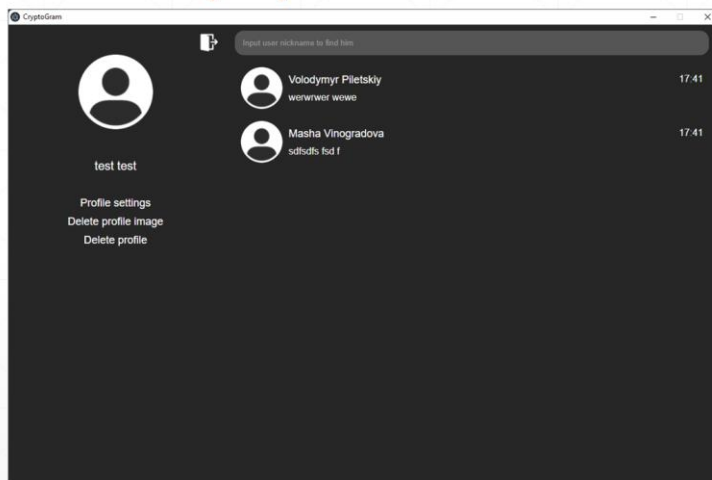 CryptoGram
Input user nickname to find him
test test
Profile settings
Delete profile image
Delete profile
Volodymyr Piletskiy
17:41
werwrwer wewe
Masha Vinogradova
17:41
sdfsdfs fsd f